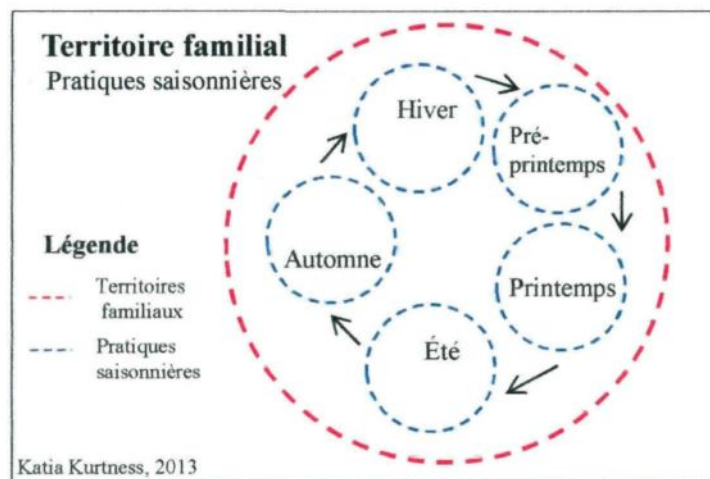 Territoire familial
Pratiques saisonnières
Hiver
Pré-
printemps
Printemps
Été
Automne
Légende
Territoires
familiaux
Pratiques
saisonnières
Katia Kurtness, 2013